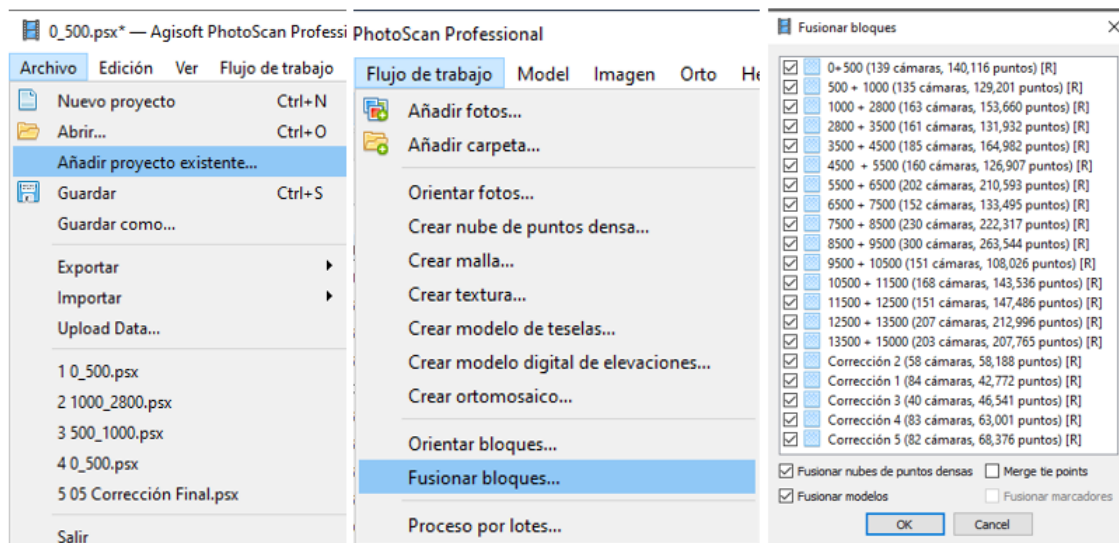 0_500.psx* — Agisoft PhotoScan Professi
Archivo Edición Ver Flujo de trabajo
Nuevo proyecto Ctrl+N
Abrir... Ctrl+O
Añadir proyecto existente...
Guardar Ctrl+S
Guardar como...
Exportar
Importar
Upload Data...
1 0_500.psx
2 1000_2800.psx
3 500_1000.psx
4 0_500.psx
5 05 Corrección Final.psx
Salir
PhotoScan Professional
Flujo de trabajo Model Imagen Orto He
Añadir fotos...
Añadir carpeta...
Orientar fotos...
Crear nube de puntos densa...
Crear malla...
Crear textura...
Crear modelo de teselas...
Crear modelo digital de elevaciones...
Crear ortomosaico...
Orientar bloques...
Fusionar bloques...
Proceso por lotes...
Fusionar bloques
0+500 (139 cámaras, 140,116 puntos) [R]
500 + 1000 (135 cámaras, 129,201 puntos) [R]
1000 + 2800 (163 cámaras, 153,660 puntos) [R]
2800 + 3500 (161 cámaras, 131,932 puntos) [R]
3500 + 4500 (185 cámaras, 164,982 puntos) [R]
4500 + 5500 (160 cámaras, 126,907 puntos) [R]
5500 + 6500 (202 cámaras, 210,593 puntos) [R]
6500 + 7500 (152 cámaras, 133,495 puntos) [R]
7500 + 8500 (230 cámaras, 222,317 puntos) [R]
8500 + 9500 (300 cámaras, 263,544 puntos) [R]
9500 + 10500 (151 cámaras, 108,026 puntos) [R]
10500 + 11500 (168 cámaras, 143,536 puntos) [R]
11500 + 12500 (151 cámaras, 147,486 puntos) [R]
12500 + 13500 (207 cámaras, 212,996 puntos) [R]
13500 + 15000 (203 cámaras, 207,765 puntos) [R]
Corrección 2 (58 cámaras, 58,188 puntos) [R]
Corrección 1 (84 cámaras, 42,772 puntos) [R]
Corrección 3 (40 cámaras, 46,541 puntos) [R]
Corrección 4 (83 cámaras, 63,001 puntos) [R]
Corrección 5 (82 cámaras, 68,376 puntos) [R]
Fusionar nubes de puntos densas Merge tie points
Fusionar modelos Fusionar marcadores
OK Cancel